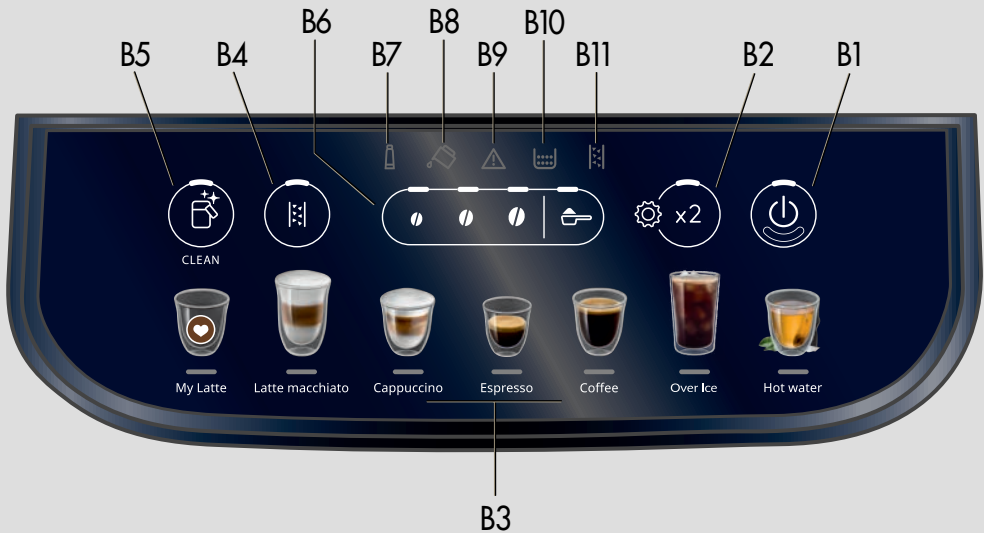 B6 B8 B10
B5 B4 B7 B9 B11 B2 B1
x2
CLEAN
My Latte Latte macchiato Cappuccino Espresso Coffee Over Ice Hot water
B3